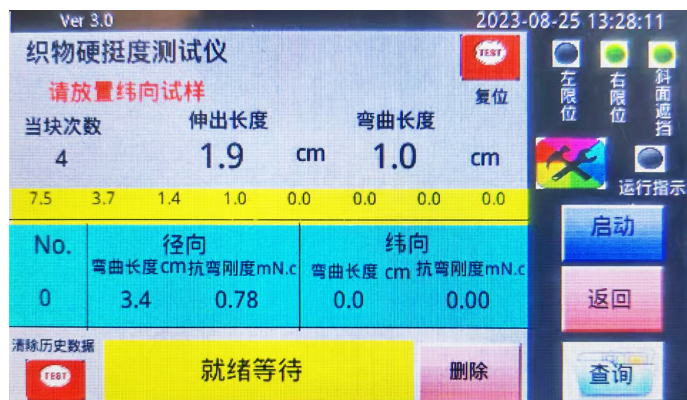 Ver 3.0
2023-08-25 13:28:11
织物硬挺度测试仪
TEST
左限位
右限位
斜面遮挡
请放置纬向试样
复位
当块次数
伸出长度
弯曲长度
4
1.9
cm
1.0
cm
运行指示
7.5 3.7 1.4 1.0 0.0 0.0 0.0 0.0
启动
No.
径向
纬向
弯曲长度cm抗弯刚度mN.c
弯曲长度 cm 抗弯刚度mN.c
0
3.4
0.78
0.0
0.00
返回
清除历史数据
TEST
就绪等待
删除
查询